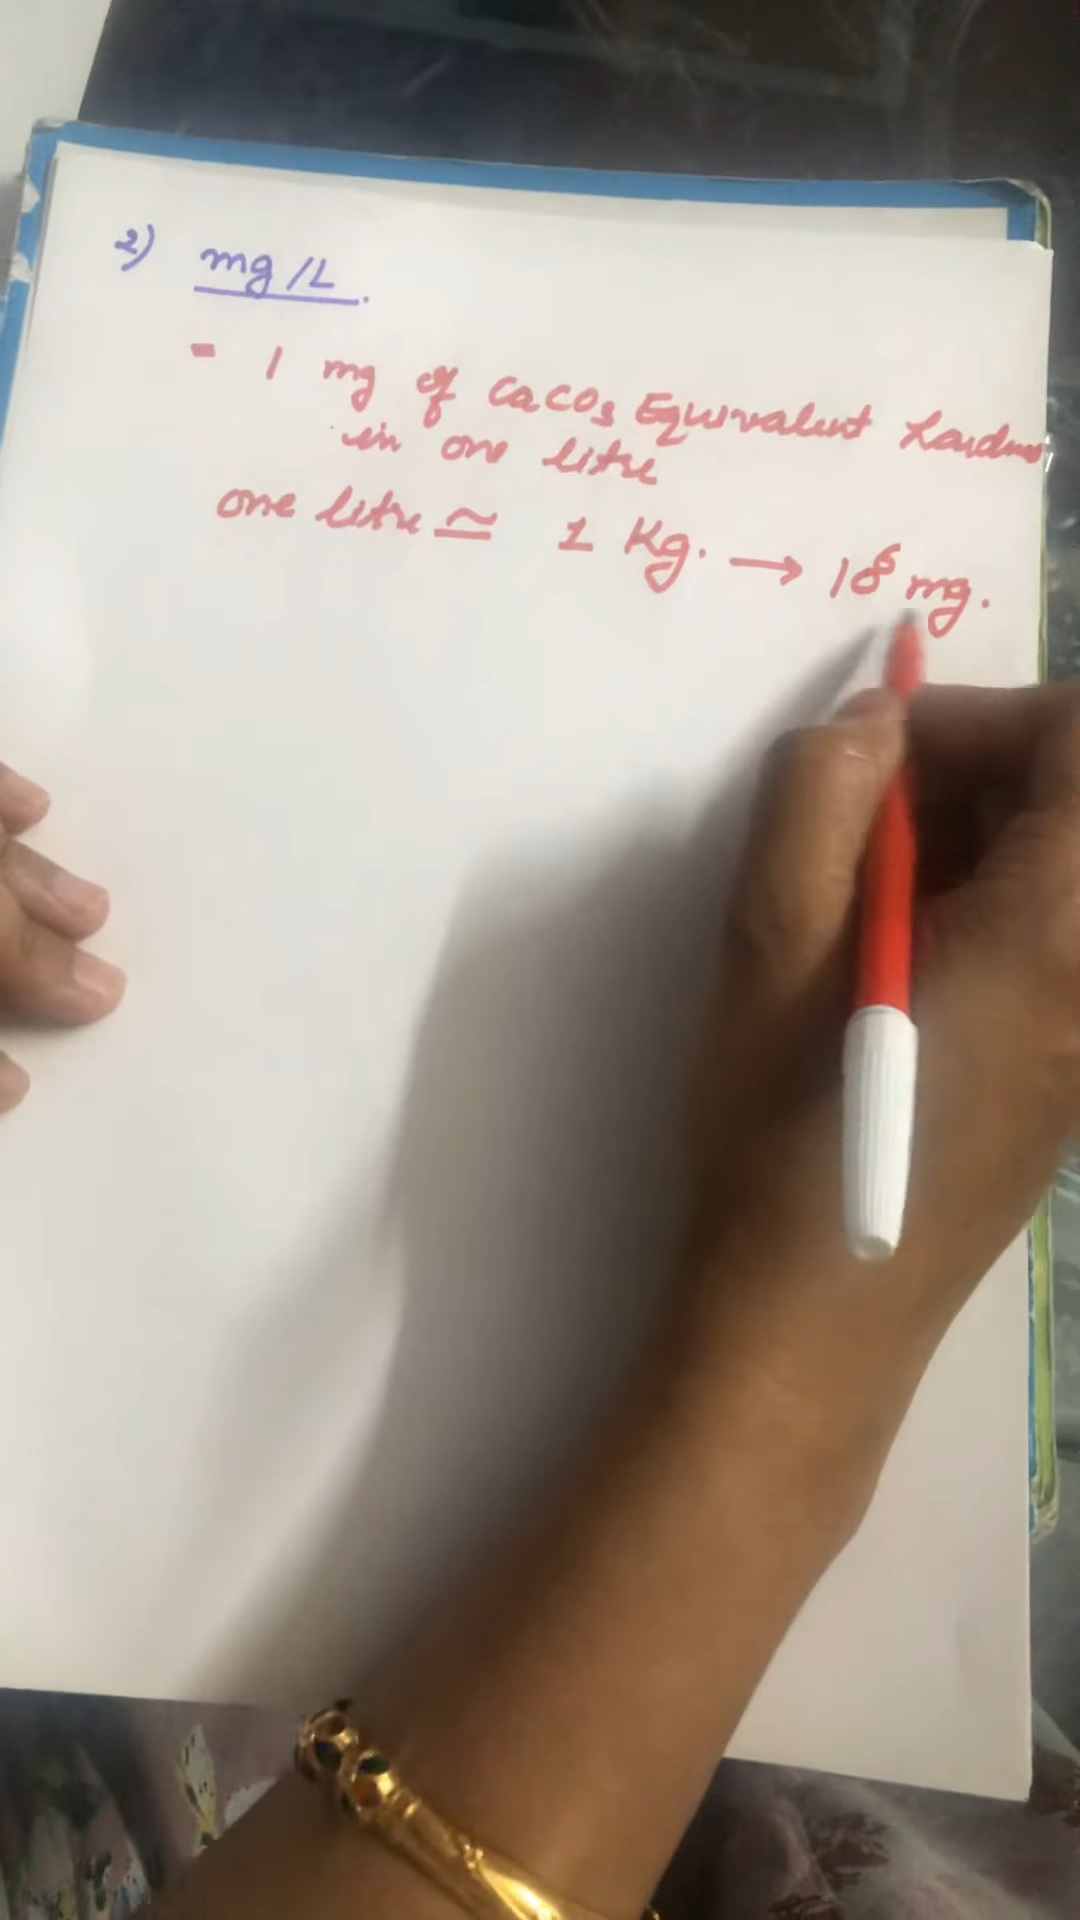 2) mg/L.
- 1 mg of CaCO3 Equivalent hardness
in one litre
one litre ≃ 1 Kg. → 10⁶ mg.